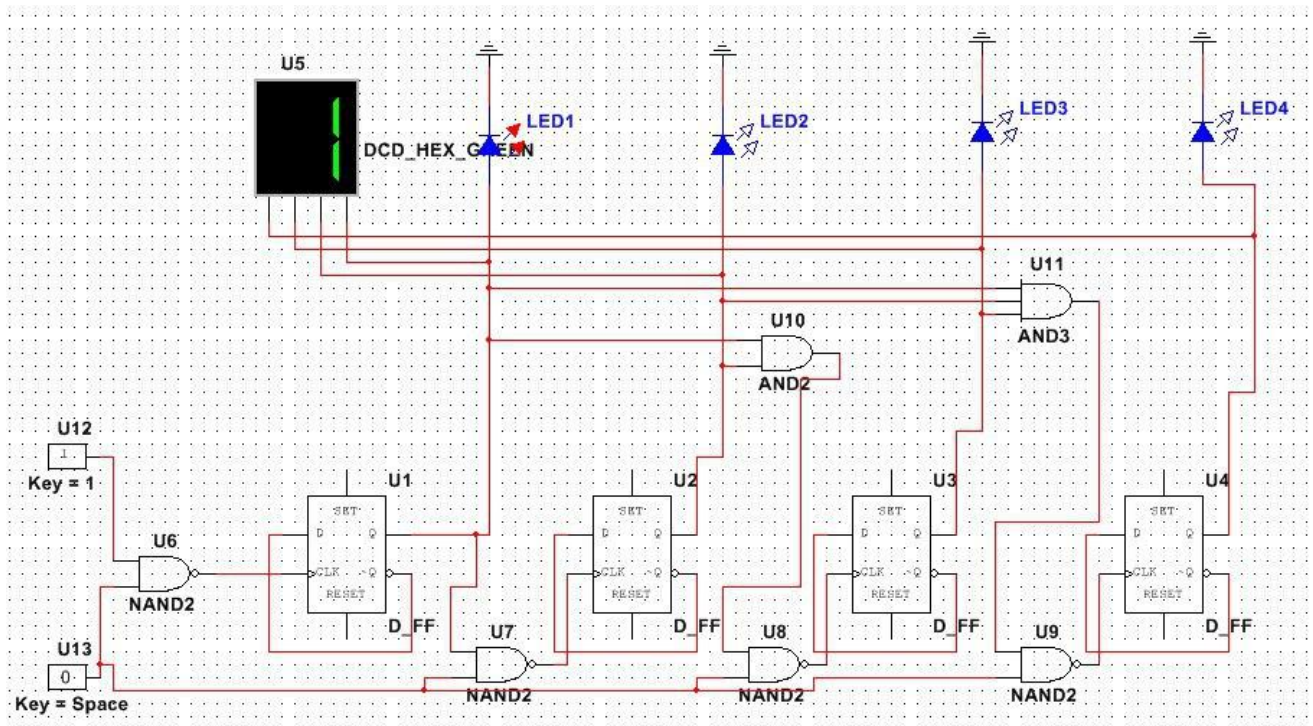 U5
LED1
LED2
LED3
LED4
DCD_HEX_GREEN
U11
AND3
U10
AND2
U12
1
Key = 1
U6
NAND2
U13
0
Key = Space
U1
SET
D Q
CLK ~Q
RESET
D_FF
U2
SET
D Q
CLK ~Q
RESET
D_FF
U3
SET
D Q
CLK ~Q
RESET
D_FF
U4
SET
D Q
CLK ~Q
RESET
D_FF
U7
NAND2
U8
NAND2
U9
NAND2